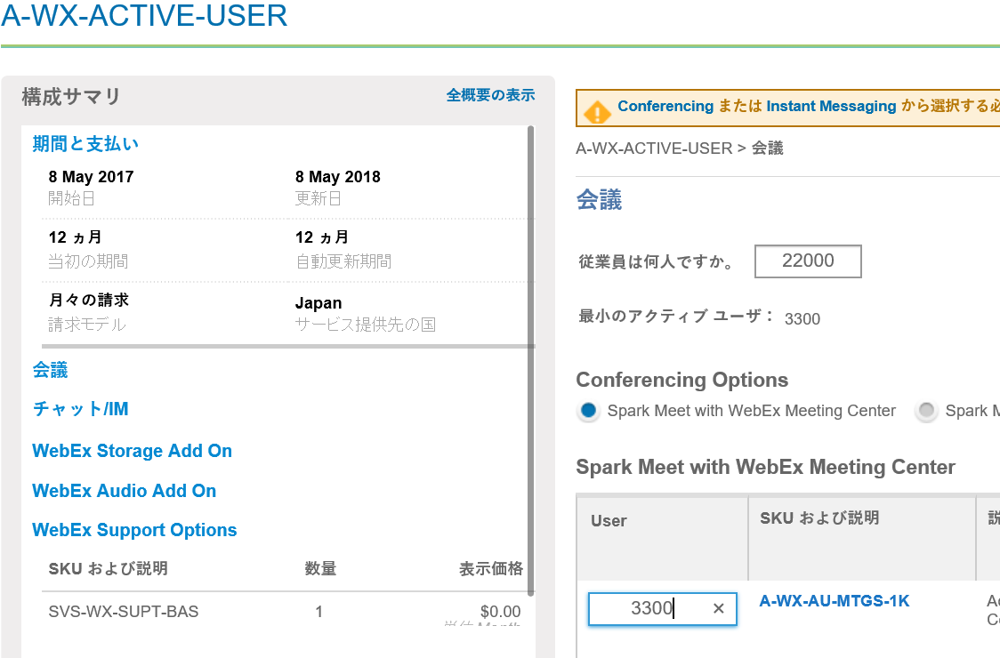 A-WX-ACTIVE-USER
構成サマリ 全概要の表示
期間と支払い
8 May 2017 8 May 2018
開始日 更新日
12 ヵ月 12 ヵ月
当初の期間 自動更新期間
月々の請求 Japan
請求モデル サービス提供先の国
会議
チャット/IM
WebEx Storage Add On
WebEx Audio Add On
WebEx Support Options
SKU および説明 数量 表示価格
SVS-WX-SUPT-BAS 1 $0.00
単位 Month
Conferencing または Instant Messaging から選択する必
A-WX-ACTIVE-USER > 会議
会議
従業員は何人ですか。 22000
最小のアクティブ ユーザ： 3300
Conferencing Options
Spark Meet with WebEx Meeting Center Spark M
Spark Meet with WebEx Meeting Center
User SKU および説明 説
3300 × A-WX-AU-MTGS-1K